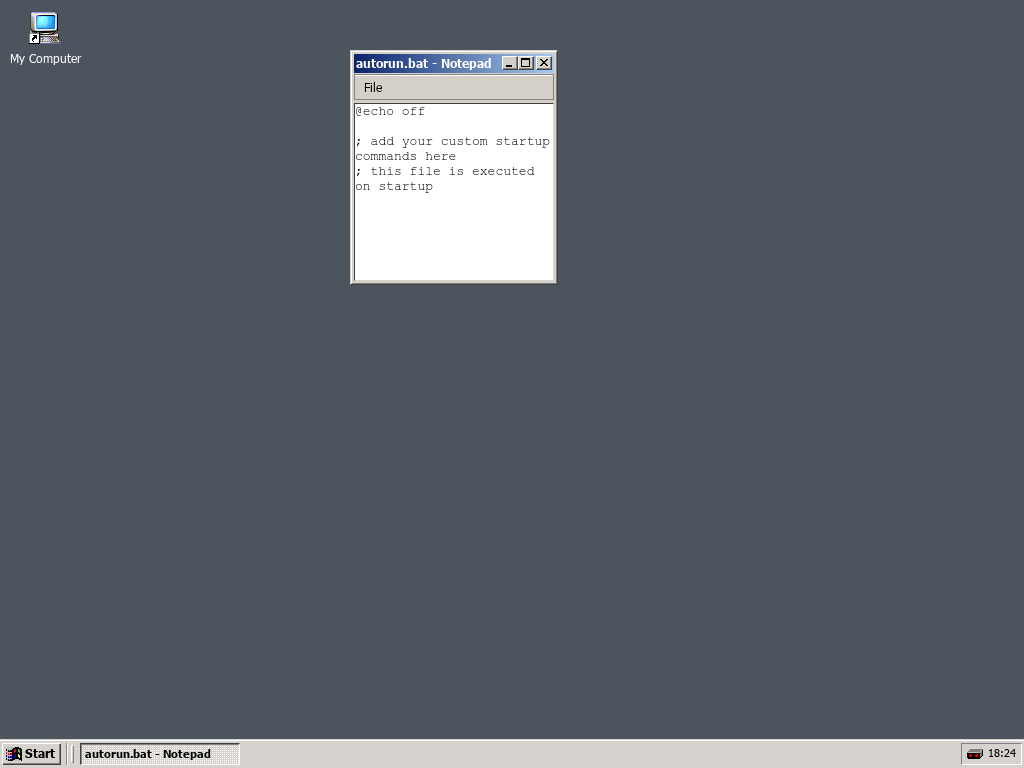 My Computer
autorun.bat - Notepad
File
@echo off
; add your custom startup
commands here
; this file is executed
on startup
Start
autorun.bat - Notepad
18:24